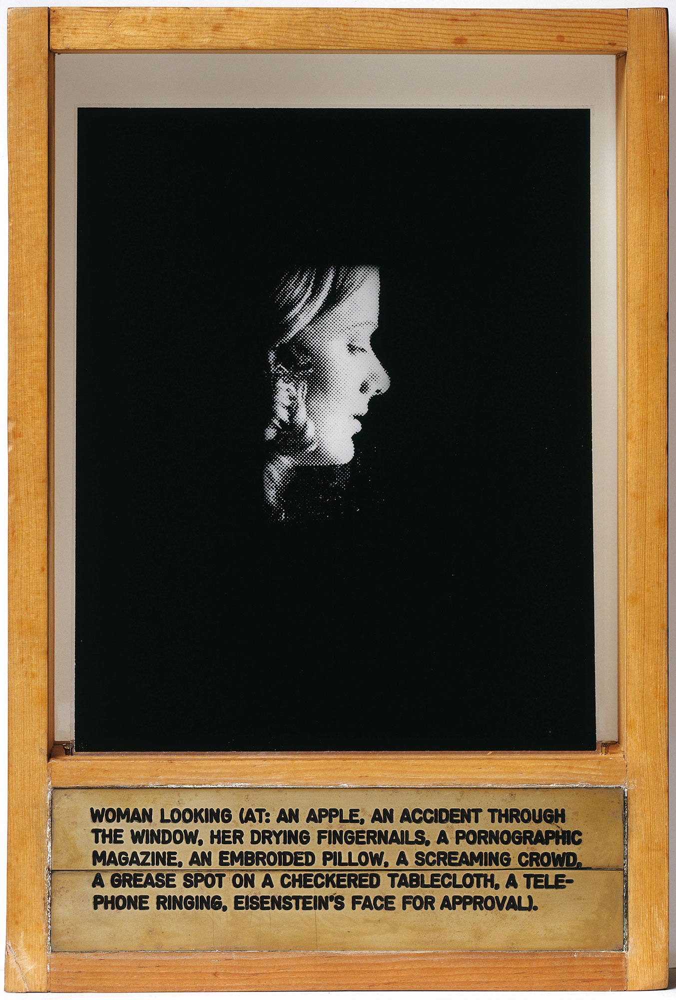 WOMAN LOOKING (AT: AN APPLE, AN ACCIDENT THROUGH
THE WINDOW, HER DRYING FINGERNAILS, A PORNOGRAPHIC
MAGAZINE, AN EMBROIDED PILLOW, A SCREAMING CROWD,
A GREASE SPOT ON A CHECKERED TABLECLOTH, A TELE-
PHONE RINGING, EISENSTEIN'S FACE FOR APPROVAL).